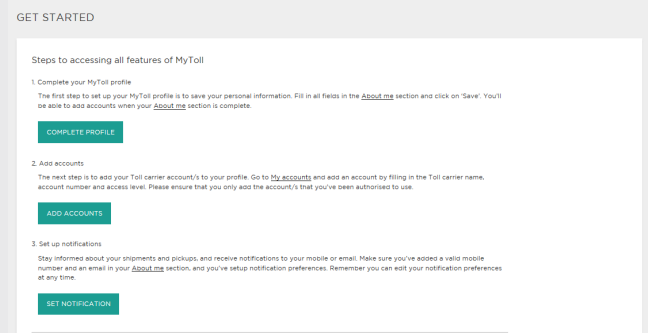 GET STARTED
Steps to accessing all features of MyToll
1. Complete your MyToll profile
The first step to set up your MyToll profile is to save your personal information. Fill in all fields in the About me section and click on 'Save'. You'll
be able to add accounts when your About me section is complete.
COMPLETE PROFILE
2. Add accounts
The next step is to add your Toll carrier account/s to your profile. Go to My accounts and add an account by filling in the Toll carrier name,
account number and access level. Please ensure that you only add the account/s that you've been authorised to use.
ADD ACCOUNTS
3. Set up notifications
Stay informed about your shipments and pickups, and receive notifications to your mobile or email. Make sure you've added a valid mobile
number and an email in your About me section, and you've setup notification preferences. Remember you can edit your notification preferences
at any time.
SET NOTIFICATION